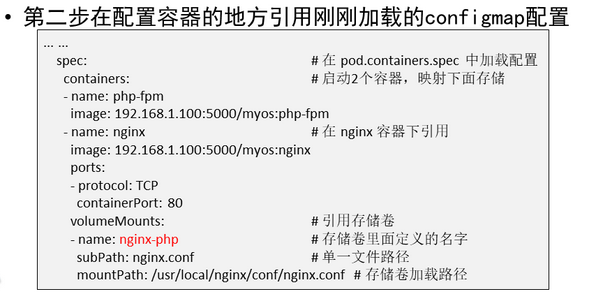 • 第二步在配置容器的地方引用刚刚加载的configmap配置
... ...
spec: # 在 pod.containers.spec 中加载配置
containers: # 启动2个容器，映射下面存储
- name: php-fpm
image: 192.168.1.100:5000/myos:php-fpm
- name: nginx # 在 nginx 容器下引用
image: 192.168.1.100:5000/myos:nginx
ports:
- protocol: TCP
containerPort: 80
volumeMounts: # 引用存储卷
- name: nginx-php # 存储卷里面定义的名字
subPath: nginx.conf # 单一文件路径
mountPath: /usr/local/nginx/conf/nginx.conf # 存储卷加载路径